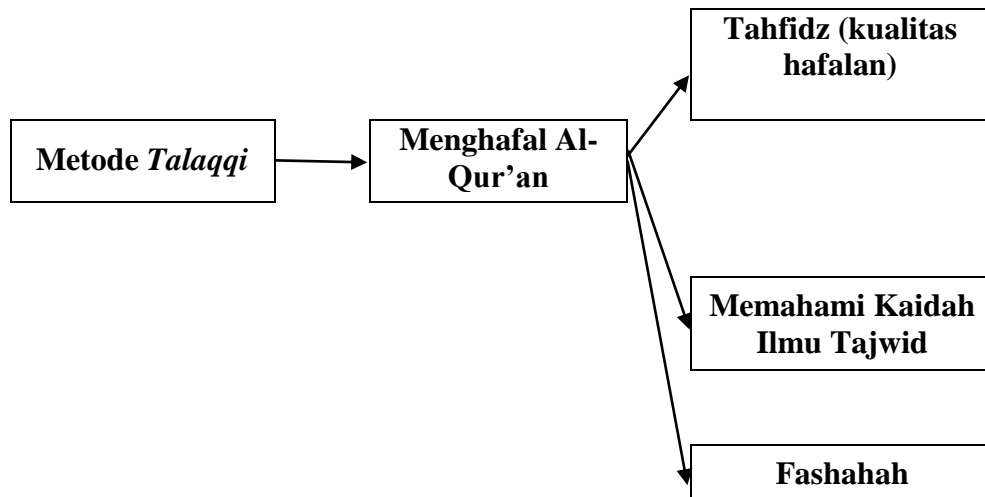 Metode Talaqqi
Menghafal Al-
Qur’an
Tahfidz (kualitas
hafalan)
Memahami Kaidah
Ilmu Tajwid
Fashahah